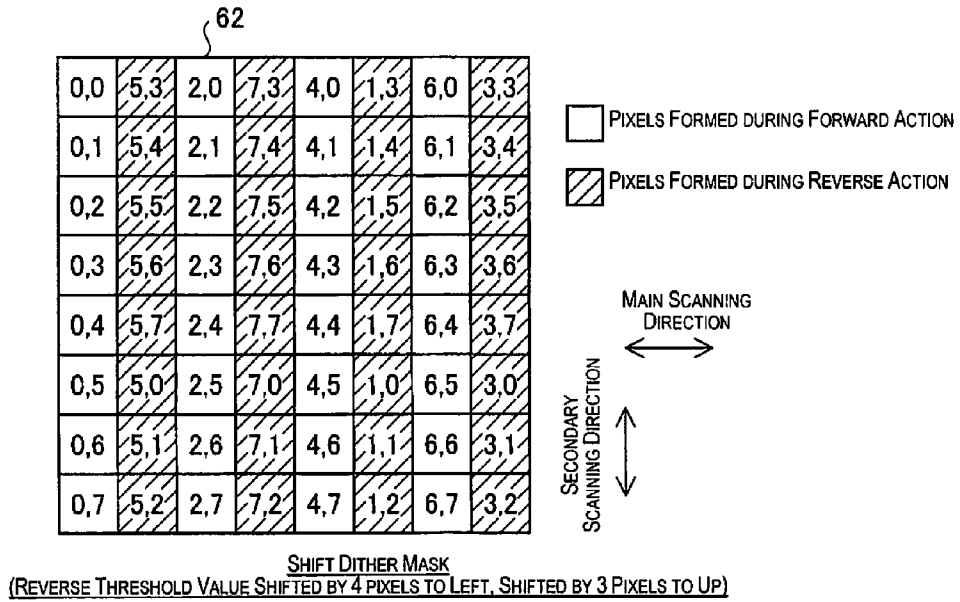 62
0,0 5,3 2,0 7,3 4,0 1,3 6,0 3,3
0,1 5,4 2,1 7,4 4,1 1,4 6,1 3,4
0,2 5,5 2,2 7,5 4,2 1,5 6,2 3,5
0,3 5,6 2,3 7,6 4,3 1,6 6,3 3,6
0,4 5,7 2,4 7,7 4,4 1,7 6,4 3,7
0,5 5,0 2,5 7,0 4,5 1,0 6,5 3,0
0,6 5,1 2,6 7,1 4,6 1,1 6,6 3,1
0,7 5,2 2,7 7,2 4,7 1,2 6,7 3,2
PIXELS FORMED DURING FORWARD ACTION
PIXELS FORMED DURING REVERSE ACTION
MAIN SCANNING
DIRECTION
SECONDARY
SCANNING DIRECTION
SHIFT DITHER MASK
(REVERSE THRESHOLD VALUE SHIFTED BY 4 PIXELS TO LEFT, SHIFTED BY 3 PIXELS TO UP)